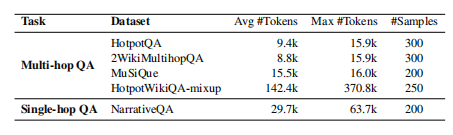 Task Dataset Avg #Tokens Max #Tokens #Samples
HotpotQA 9.4k 15.9k 300
2WikiMultihopQA 8.8k 15.9k 300
Multi-hop QA
MuSiQue 15.5k 16.0k 200
HotpotWikiQA-mixup 142.4k 370.8k 250
Single-hop QA NarrativeQA 29.7k 63.7k 200